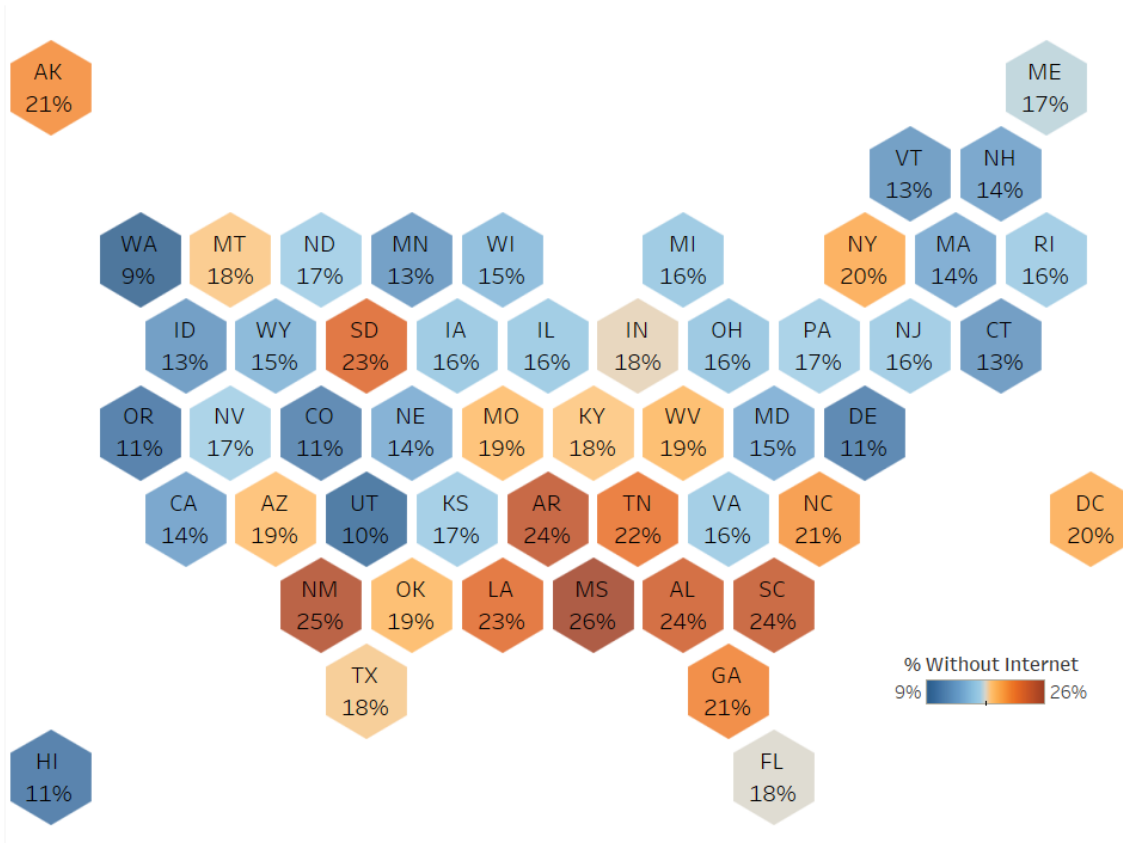 AK
21%
ME
17%
VT
13%
NH
14%
WA
9%
MT
18%
ND
17%
MN
13%
WI
15%
MI
16%
NY
20%
MA
14%
RI
16%
ID
13%
WY
15%
SD
23%
IA
16%
IL
16%
IN
18%
OH
16%
PA
17%
NJ
16%
CT
13%
OR
11%
NV
17%
CO
11%
NE
14%
MO
19%
KY
18%
WV
19%
MD
15%
DE
11%
CA
14%
AZ
19%
UT
10%
KS
17%
AR
24%
TN
22%
VA
16%
NC
21%
DC
20%
NM
25%
OK
19%
LA
23%
MS
26%
AL
24%
SC
24%
TX
18%
GA
21%
% Without Internet
9% 26%
HI
11%
FL
18%